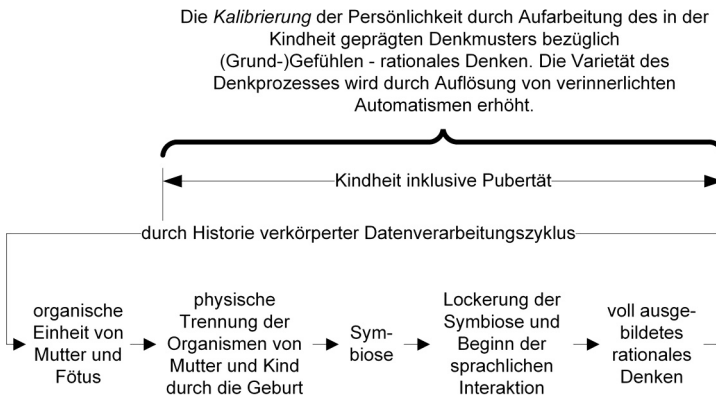 Die Kalibrierung der Persönlichkeit durch Aufarbeitung des in der
Kindheit geprägten Denkmusters bezüglich
(Grund-)Gefühlen - rationales Denken. Die Varietät des
Denkprozesses wird durch Auflösung von verinnerlichten
Automatismen erhöht.
Kindheit inklusive Pubertät
durch Historie verkörperter Datenverarbeitungszyklus
organische
Einheit von
Mutter und
Fötus
physische
Trennung der
Organismen von
Mutter und Kind
durch die Geburt
Sym-
biose
Lockerung der
Symbiose und
Beginn der
sprachlichen
Interaktion
voll ausge-
bildetes
rationales
Denken